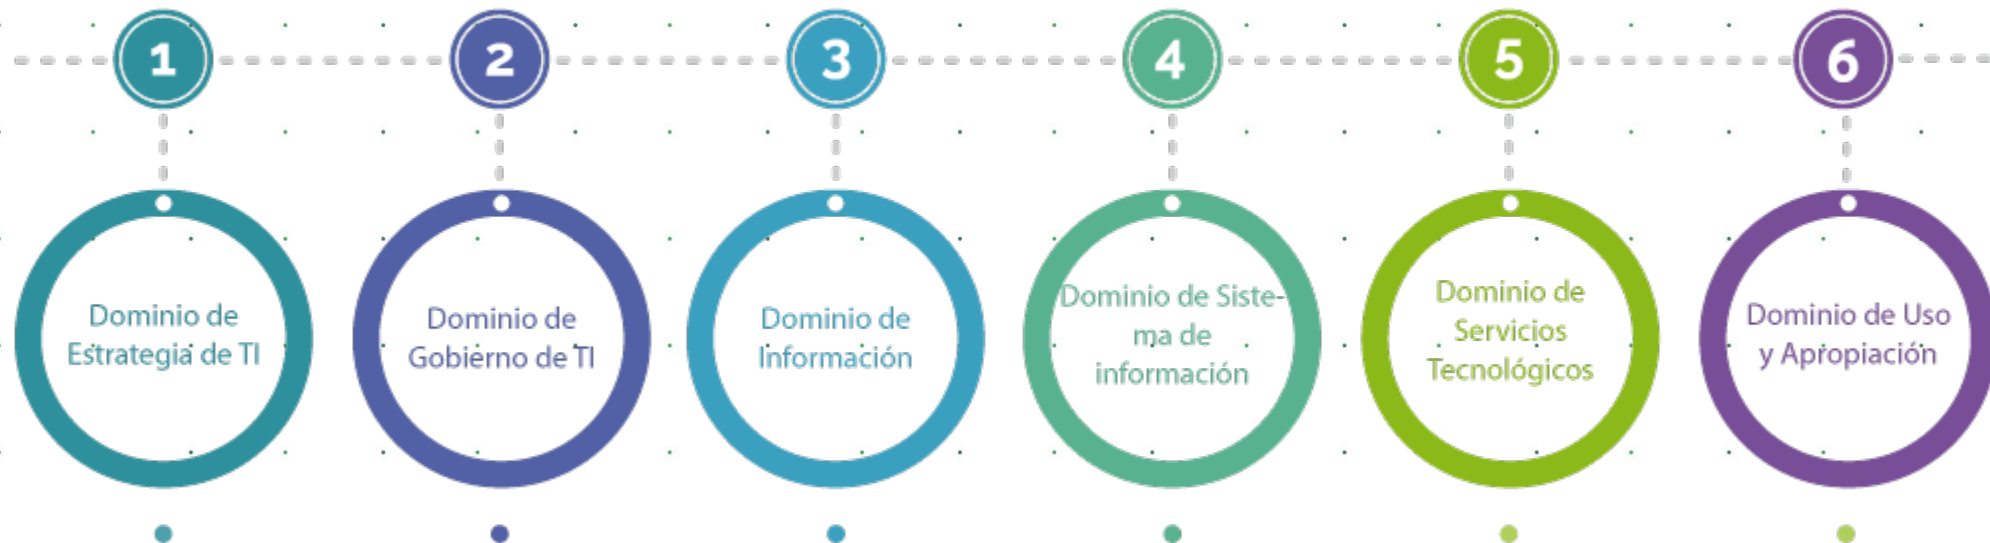 1
2
3
4
5
6
Dominio de
Estrategia de TI
Dominio de
Gobierno de TI
Dominio de
Información
Dominio de Siste-
ma de
información
Dominio de
Servicios
Tecnológicos
Dominio de Uso
y Apropiación